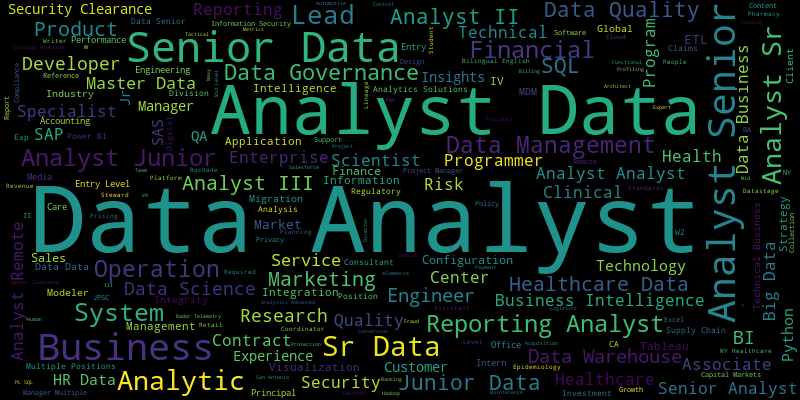 Security Clearance
Reporting
Lead
Analyst II
Data Quality
Content
Pharmacy
Product
Data Senior
Information Security
Technical
Global
Writer Performance
Tactical
Metrics
Senior Data
Entry
Financial
Software
ETL
Cloud
Claims
Developer
Engineering
Data Governance
Insights
Bilingual English
SQL
Functional
Profiling
People
Program
Senior
Data Business
Analyst Sr
Client
Compliance
Reference
Master Data
Intelligence
Analytics Solutions
IV
Design
Billing
MDM
Architect
Industry
Jr
Division
Navy
Mid Level
Lineage
Report
Accounting
Specialist
Manager
Analyst Data
Process
Expert
Exp
SAP
Power BI
SAS
Digital
QA
Application
Support
Project
Data Management
BA
Analyst Junior
Enterprise
Scientist
Programmer
Health
Media
Team
Rochade
Finance
Salesforce
Project Manager
Remote
Mid
NY
Platform
Information
Revenue
Entry Level
Analyst III
Risk
Analyst Analyst
Datastage
Steward
VA
Migration
Regulatory
Clinical
Standards
Care
Data Analyst
Analysis
II
Pricing
Market
Planning
Policy
Director
Privacy
W2
Strategy
Collection
Analyst Remote
Sales
Service
Consultant
Configuration
Technology
Technical Business
Big Data
Data Data
Operation
Required
Marketing
eCommerce
Payment
Center
Analyst
Clearance
III
Data Science
Integration
Position
Engineer
Healthcare Data
Modeler
JPSC
Integrity
Analytics Advanced
Business Intelligence
Assistant
Logistics
System
Radar Telemetry
Research
Quality
Fraud
Reporting Analyst
Excel
Human
Management
Retail
Coordinator
Conversion
Supply Chain
Python
Business
Contract
Protection
Sr Data
Level
Office
Acquisition
CA
Tableau
BI
Experience
Data Warehouse
NY Healthcare
Multiple Positions
Visualization
Customer
Intern
Epidemiology
Associate
PL SQL
HR Data
Analytic
San Antonio
Security
Banking
Junior Data
Healthcare
Capital Markets
Manager Multiple
Principal
Hadoop
Maintenance
Investment
Growth
Senior Analyst